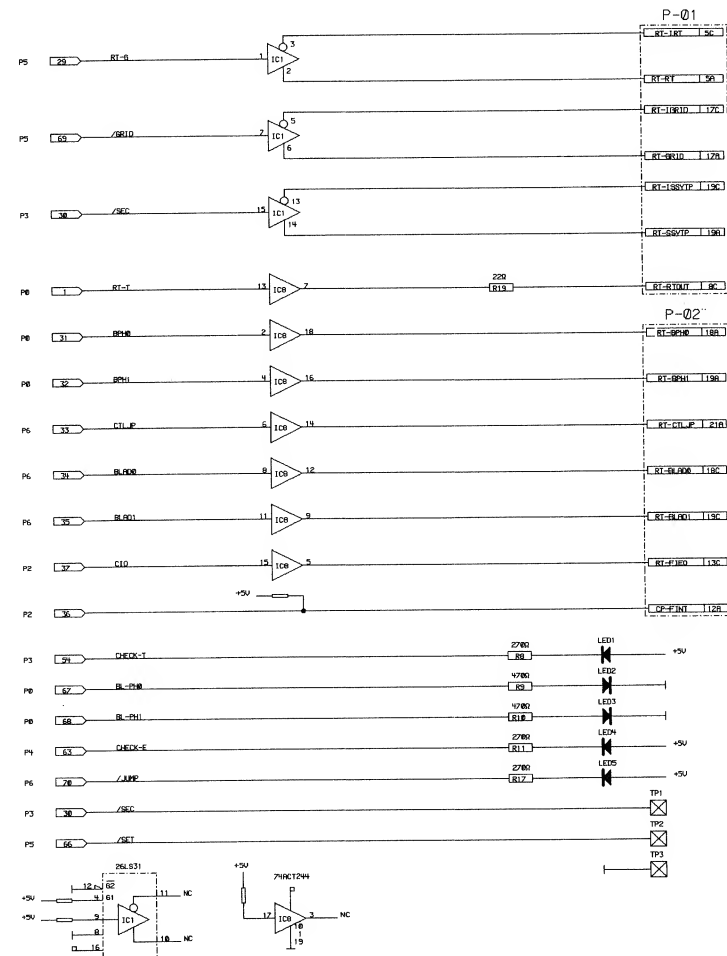 P-01
3
RT-IRT 5C
P5 29 RT-G 1 IC1
2
RT-RT 5A
5
RT-IGRID 17C
P5 69 /GRID 7 IC1
6
RT-GRID 17A
13
RT-ISSYTP 19C
P3 30 /SEC 15 IC1
14
RT-SSYTP 19A
22Ω
P0 1 RT-T 13 IC8 7 R19 RT-RTOUT 8C
P-02
P0 31 BPH0 2 IC8 18 RT-BPH0 18A
P0 32 BPH1 4 IC8 16 RT-BPH1 19A
P6 33 CTLJP 6 IC8 14 RT-CTLJP 21A
P6 34 BLAD0 8 IC8 12 RT-BLAD0 18C
P6 35 BLAD1 11 IC8 9 RT-BLAD1 19C
P2 37 CIO 15 IC8 5 RT-FIED 13C
+5V
P2 36 CP-FINT 12A
270Ω LED1
P3 54 CHECK-T R8 +5V
470Ω LED2
P0 67 BL-PH0 R9
470Ω LED3
P0 68 BL-PH1 R10
270Ω LED4
P4 63 CHECK-E R11 +5V
270Ω LED5
P6 70 /JUMP R17 +5V
TP1
P3 30 /SEC
TP2
P5 66 /SET
TP3
26LS31
12 G2 11 NC
+5V 4 G1
+5V 9 IC1
8 10 NC
16
+5V 74ACT244
17 IC8 3 NC
10
1
19